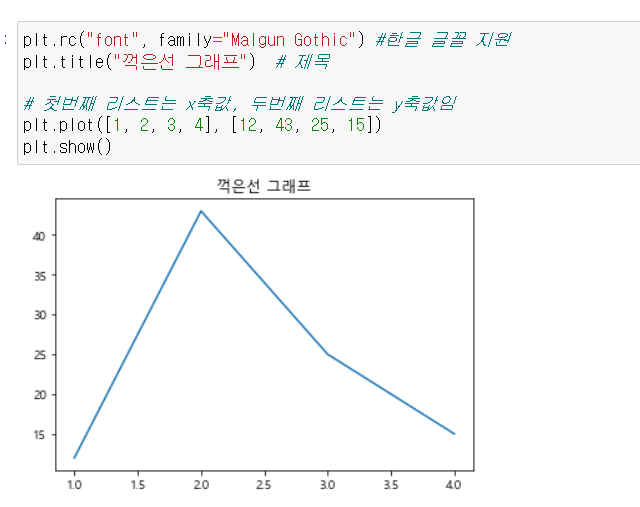 :
plt.rc("font", family="Malgun Gothic") #한글 글꼴 지원
plt.title("꺽은선 그래프")  # 제목
# 첫번째 리스트는 x축값, 두번째 리스트는 y축값임
plt.plot([1, 2, 3, 4], [12, 43, 25, 15])
plt.show()
꺽은선 그래프
40
35
30
25
20
15
1.0 1.5 2.0 2.5 3.0 3.5 4.0